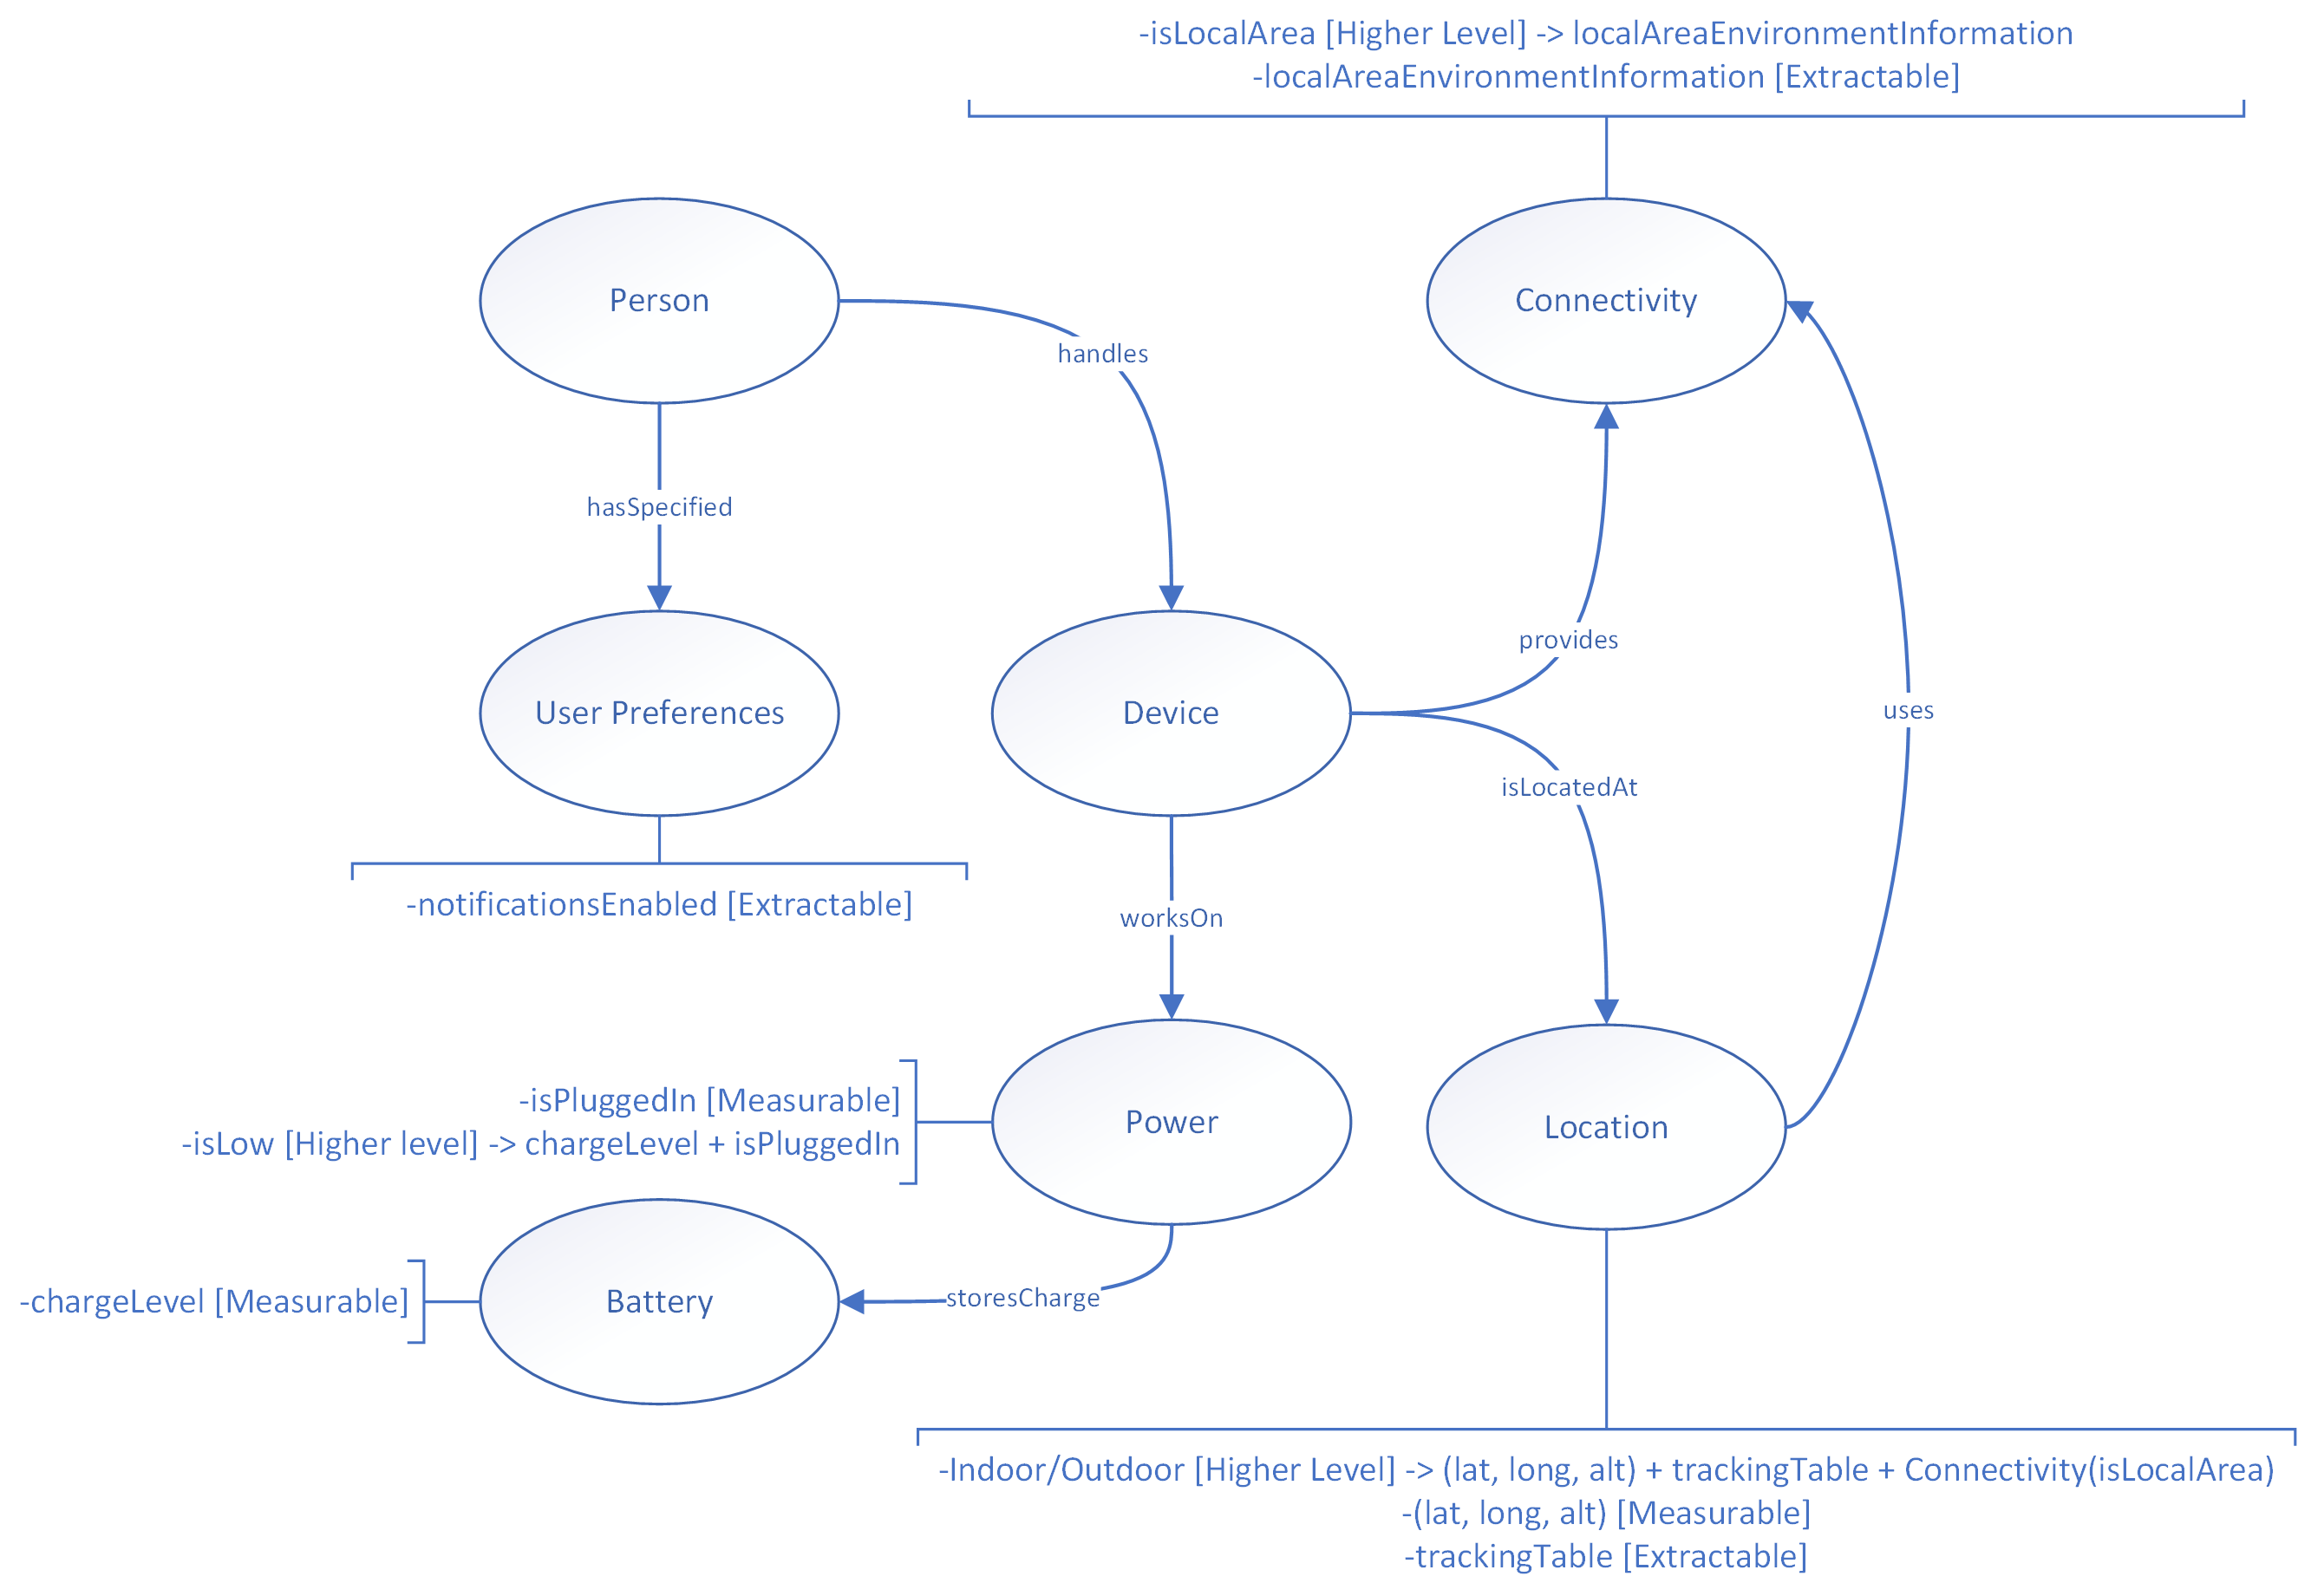 -isLocalArea [Higher Level] -> localAreaEnvironmentInformation
-localAreaEnvironmentInformation [Extractable]
Person
Connectivity
handles
hasSpecified
provides
User Preferences
Device
uses
isLocatedAt
-notificationsEnabled [Extractable]
worksOn
-isPluggedIn [Measurable]
-isLow [Higher level] -> chargeLevel + isPluggedIn
Power
Location
-chargeLevel [Measurable]
Battery
storesCharge
-Indoor/Outdoor [Higher Level] -> (lat, long, alt) + trackingTable + Connectivity(isLocalArea)
-(lat, long, alt) [Measurable]
-trackingTable [Extractable]